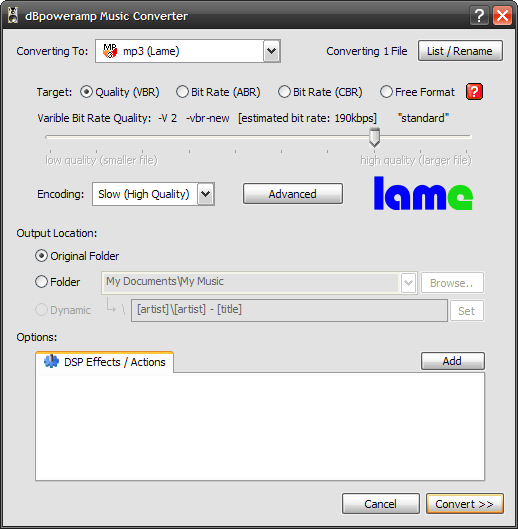 dBpoweramp Music Converter
Converting To: mp3 (Lame) Converting 1 File List / Rename
Target: Quality (VBR) Bit Rate (ABR) Bit Rate (CBR) Free Format ?
Varible Bit Rate Quality: -V 2 -vbr-new [estimated bit rate: 190kbps] "standard"
low quality (smaller file) high quality (larger file)
Encoding: Slow (High Quality) Advanced lame
Output Location:
Original Folder
Folder My Documents\My Music Browse..
Dynamic \ [artist]\[artist] - [title] Set
Options:
DSP Effects / Actions Add
Cancel Convert >>